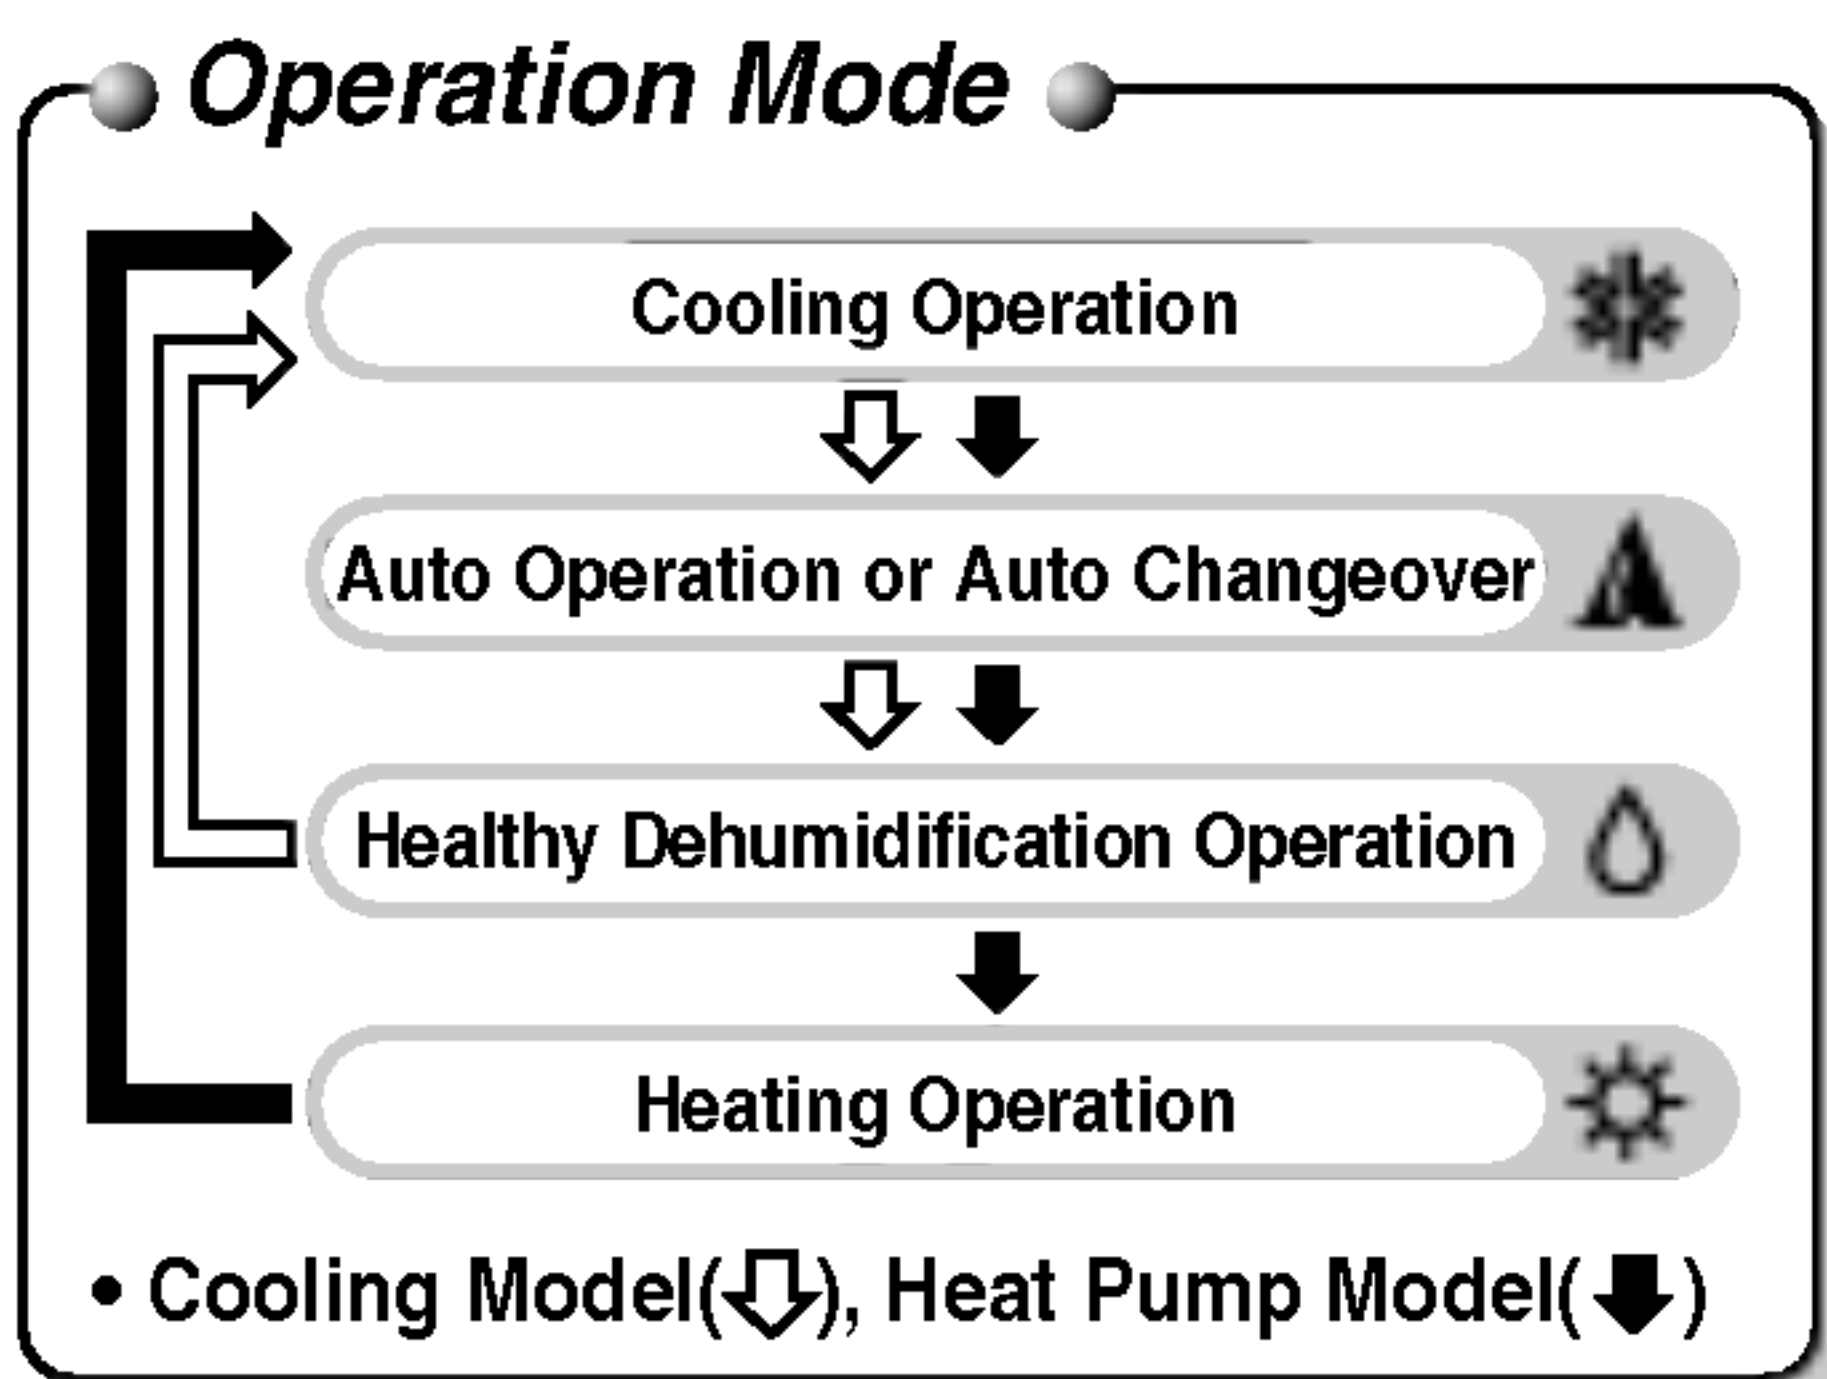 Operation Mode
Cooling Operation
Auto Operation or Auto Changeover
Healthy Dehumidification Operation
Heating Operation
• Cooling Model(⇩), Heat Pump Model(⬇)